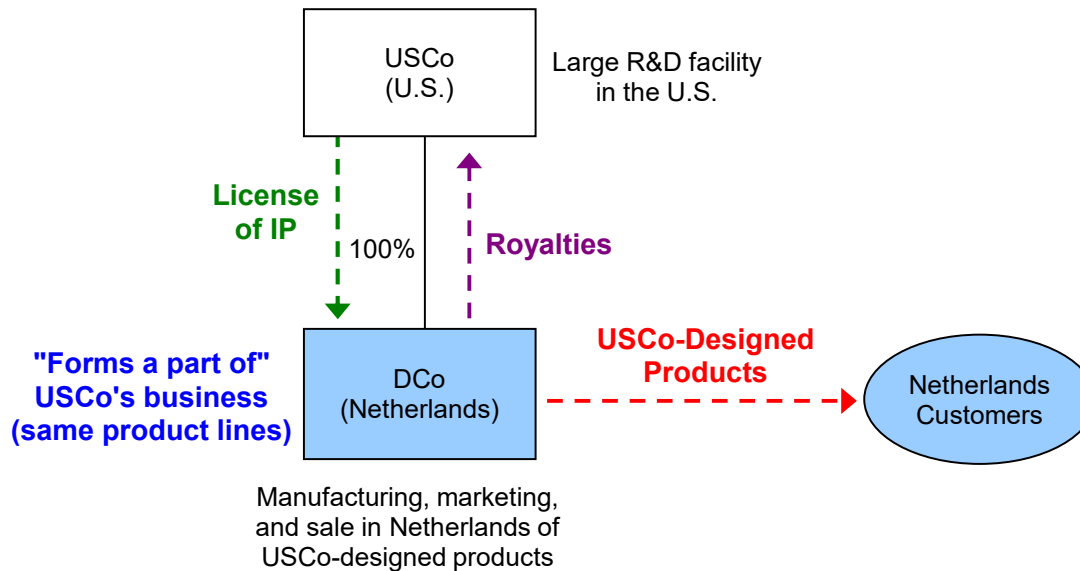 USCo
(U.S.)
Large R&D facility
in the U.S.
License
of IP
100%
Royalties
"Forms a part of"
USCo's business
(same product lines)
DCo
(Netherlands)
USCo-Designed
Products
Netherlands
Customers
Manufacturing, marketing,
and sale in Netherlands of
USCo-designed products